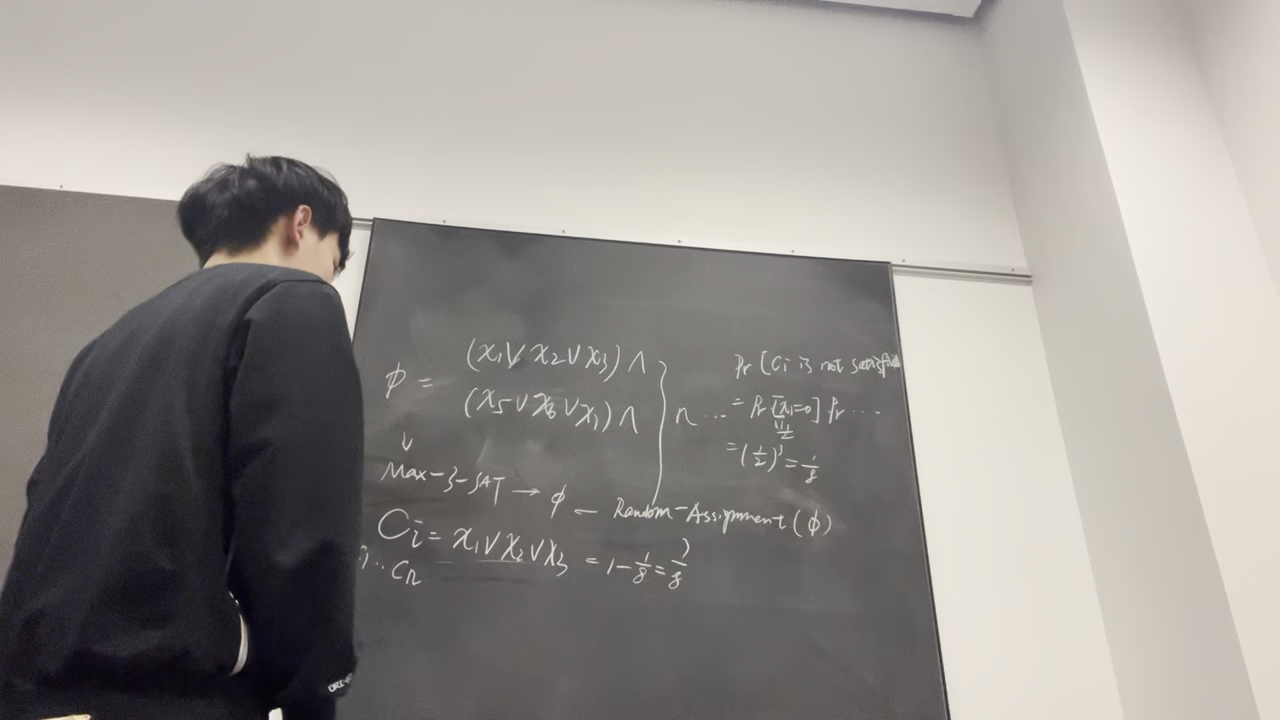 ϕ = (x₁∨x₂∨x₃)∧
(x₅∨x₆∨x₁)∧ } n ...
↓
Max-3-SAT → ϕ ← Random-Assignment(ϕ)
Cᵢ = x₁∨x₂∨x₃ = 1-1/8=7/8
... Cₙ
Pr [Ci is not
= Pr [x₁=0] Pr ...
1/2
=(1/2)³=1/8